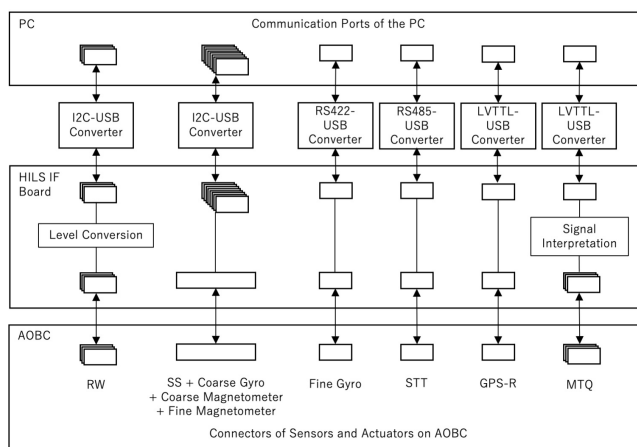 PC
Communication Ports of the PC
I2C-USB
Converter
I2C-USB
Converter
RS422-
USB
Converter
RS485-
USB
Converter
LVTTL-
USB
Converter
LVTTL-
USB
Converter
HILS IF
Board
Level Conversion
Signal
Interpretation
AOBC
RW
SS + Coarse Gyro
+ Coarse Magnetometer
+ Fine Magnetometer
Fine Gyro
STT
GPS-R
MTQ
Connectors of Sensors and Actuators on AOBC